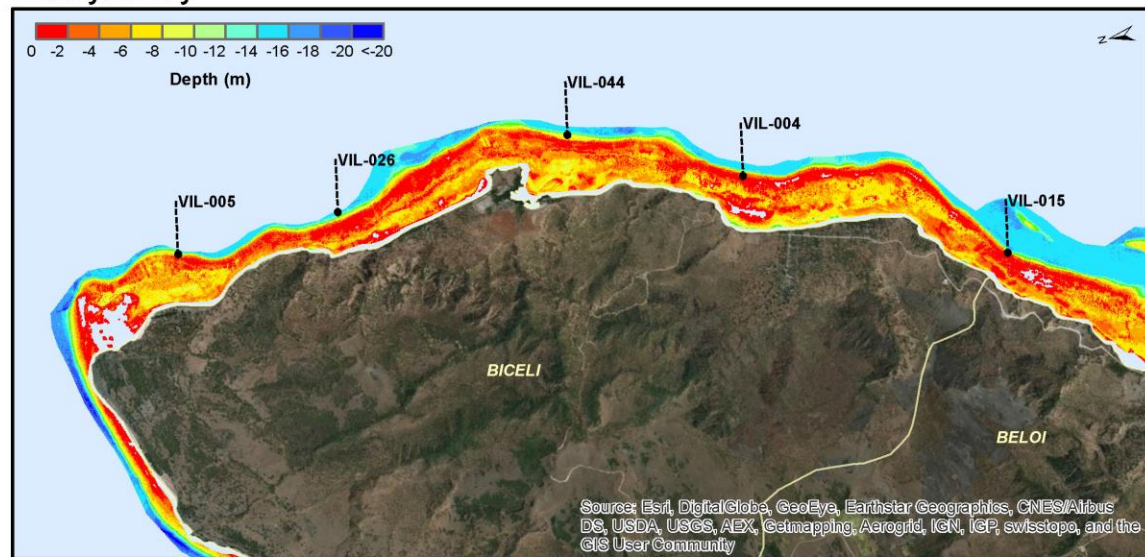 0 -2 -4 -6 -8 -10 -12 -14 -16 -18 -20 <-20
Depth (m)
Z
VIL-044
VIL-004
VIL-026
VIL-005
VIL-015
BICELI
BELOI
Source: Esri, DigitalGlobe, GeoEye, Earthstar Geographics, CNES/Airbus
DS, USDA, USGS, AEX, Getmapping, Aerogrid, IGN, IGP, swisstopo, and the
GIS User Community